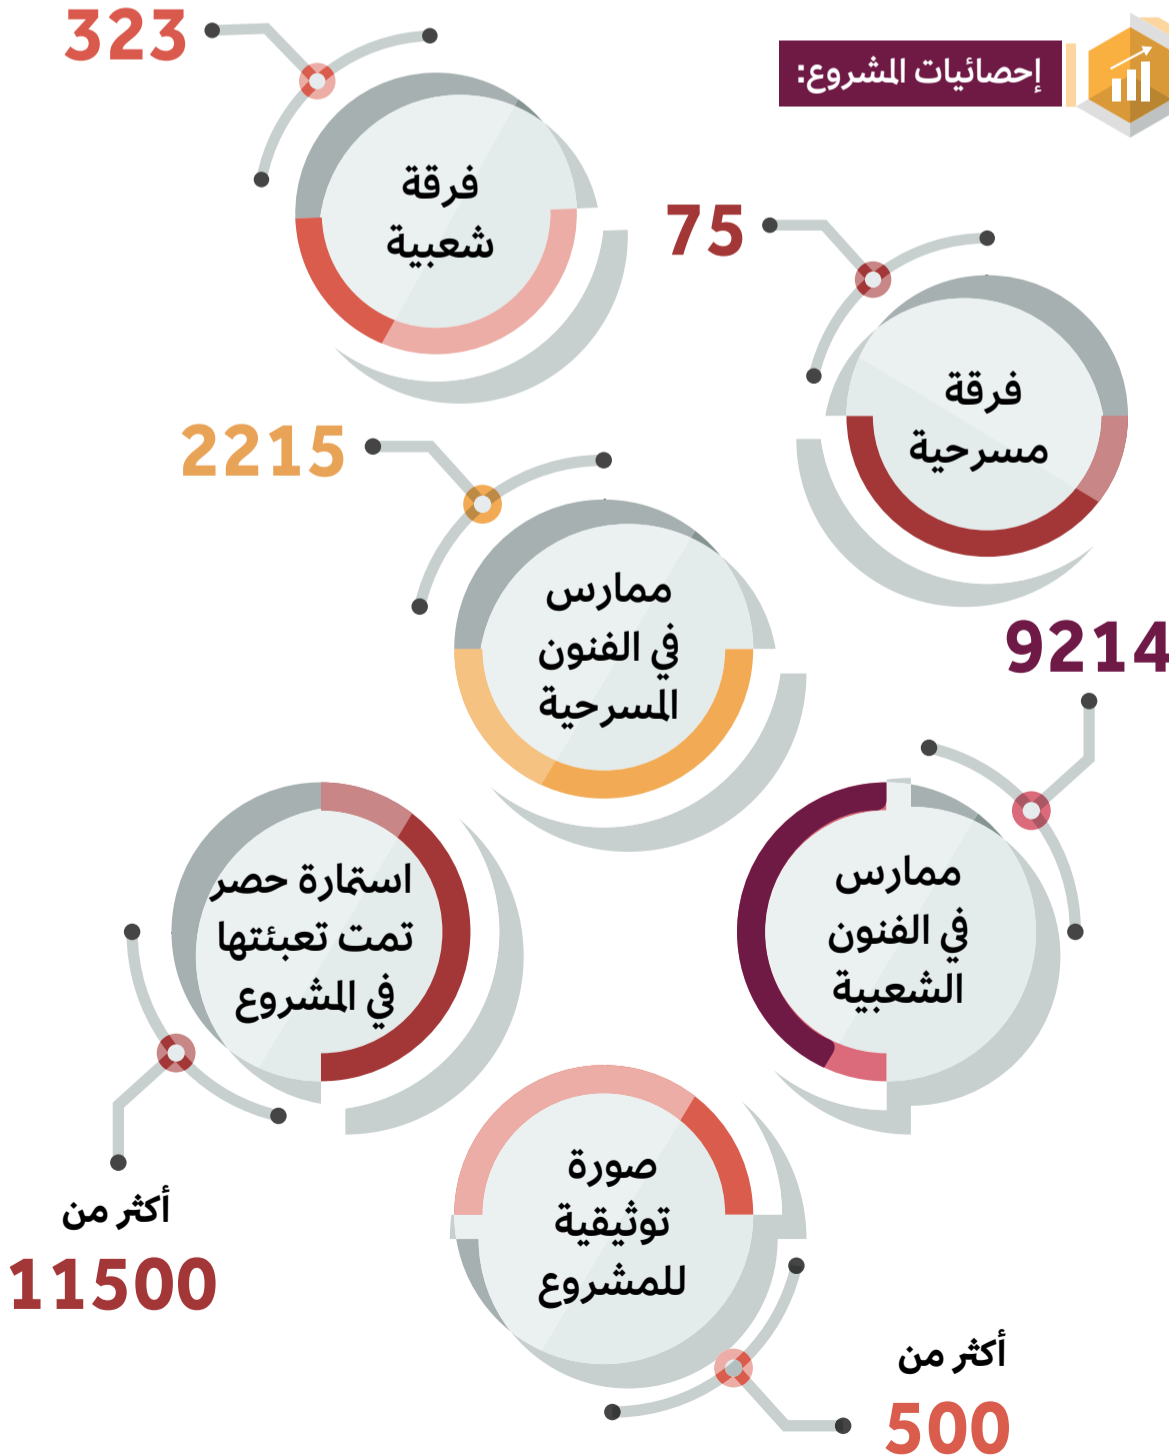 إحصائيات المشروع:
323
فرقة
شعبية
75
فرقة
مسرحية
2215
ممارس
في الفنون
المسرحية
9214
ممارس
في الفنون
الشعبية
استمارة حصر
تمت تعبئتها
في المشروع
أكثر من
11500
صورة
توثيقية
للمشروع
أكثر من
500